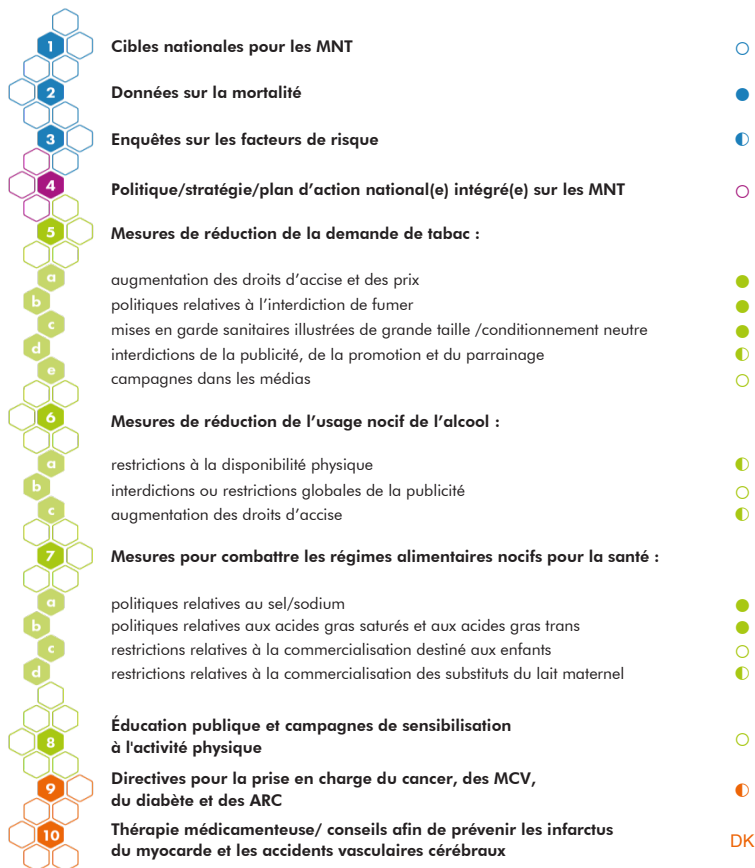 1 Cibles nationales pour les MNT ○
2 Données sur la mortalité ●
3 Enquêtes sur les facteurs de risque ◐
4 Politique/stratégie/plan d'action national(e) intégré(e) sur les MNT ○
5 Mesures de réduction de la demande de tabac :
a augmentation des droits d'accise et des prix ●
b politiques relatives à l'interdiction de fumer ●
c mises en garde sanitaires illustrées de grande taille /conditionnement neutre ●
d interdictions de la publicité, de la promotion et du parrainage ◐
e campagnes dans les médias ○
6 Mesures de réduction de l'usage nocif de l'alcool :
a restrictions à la disponibilité physique ◐
b interdictions ou restrictions globales de la publicité ○
c augmentation des droits d'accise ◐
7 Mesures pour combattre les régimes alimentaires nocifs pour la santé :
a politiques relatives au sel/sodium ●
b politiques relatives aux acides gras saturés et aux acides gras trans ●
c restrictions relatives à la commercialisation destiné aux enfants ○
d restrictions relatives à la commercialisation des substituts du lait maternel ◐
Éducation publique et campagnes de sensibilisation
8 à l'activité physique ○
9 Directives pour la prise en charge du cancer, des MCV, ◐
du diabète et des ARC
10 Thérapie médicamenteuse/ conseils afin de prévenir les infarctus DK
du myocarde et les accidents vasculaires cérébraux